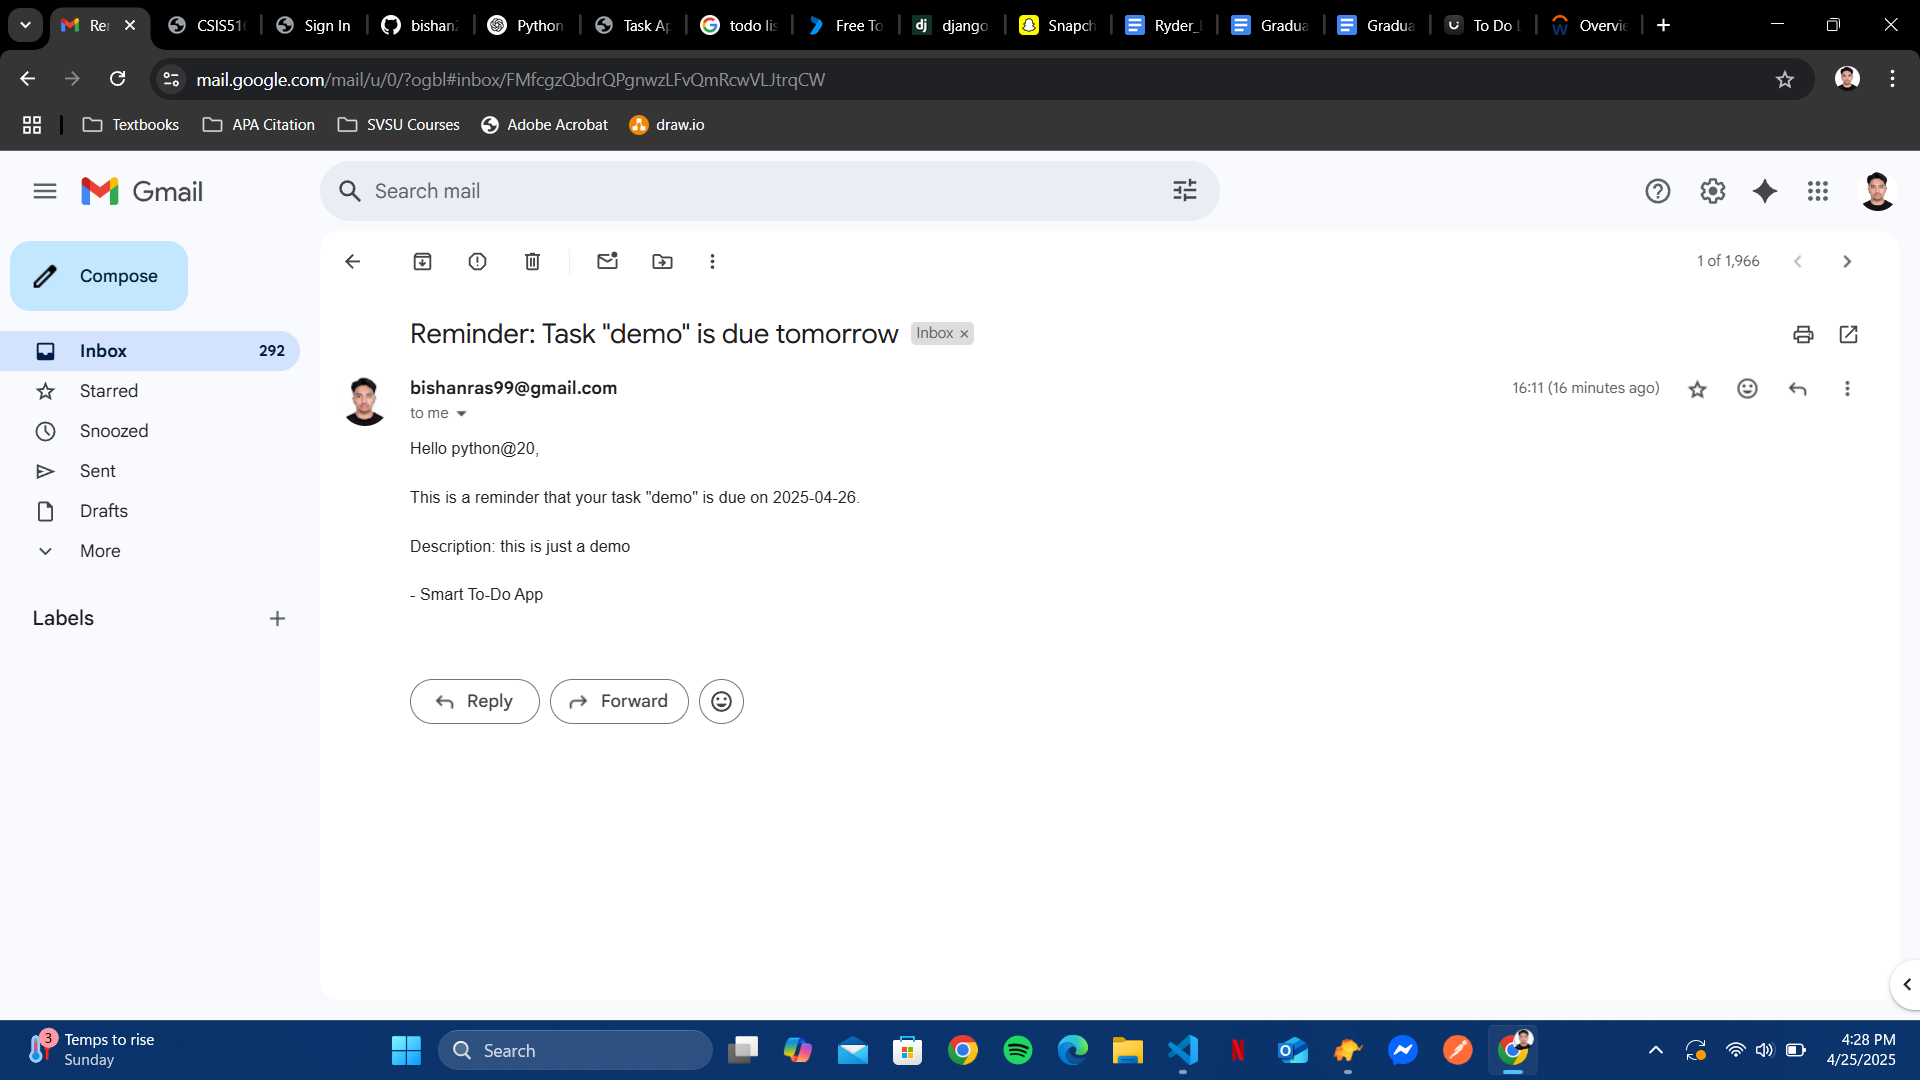 Re
CSIS51
Sign In
bishan
Python
Task Ap
todo lis
Free To
dj
django
Snapch
Ryder_
Gradua
Gradua
To Do
Overvie
mail.google.com/mail/u/0/?ogbl#inbox/FMfcgzQbdrQPgnwzLFvQmRcwVLJtrqCW
Textbooks
APA Citation
SVSU Courses
Adobe Acrobat
draw.io
Gmail
Search mail
Compose
1 of 1,966
Inbox 292
Starred
Snoozed
Sent
Drafts
More
Labels
Reminder: Task "demo" is due tomorrow
Inbox ×
bishanras99@gmail.com
16:11 (16 minutes ago)
to me
Hello python@20,
This is a reminder that your task "demo" is due on 2025-04-26.
Description: this is just a demo
- Smart To-Do App
Reply
Forward
3
Temps to rise
Sunday
Search
4:28 PM
4/25/2025